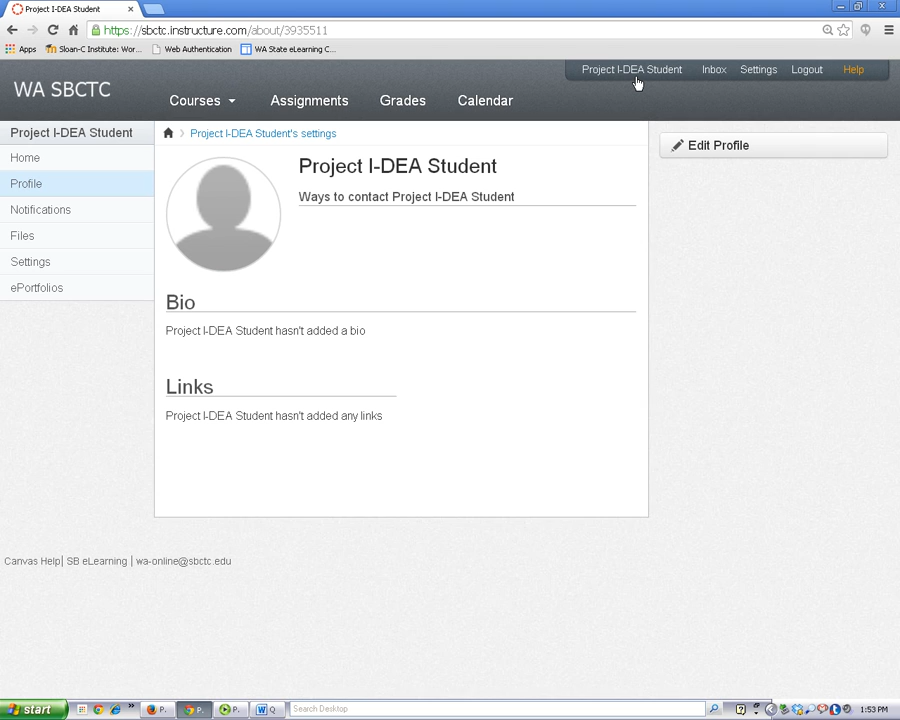 Project I-DEA Student
https://sbctc.instructure.com/about/3935511
Apps Sloan-C Institute: Wor... Web Authentication WA State eLearning C...
Project I-DEA Student Inbox Settings Logout Help
WA SBCTC
Courses Assignments Grades Calendar
Project I-DEA Student
Home
Profile
Notifications
Files
Settings
ePortfolios
Project I-DEA Student's settings
Edit Profile
Project I-DEA Student
Ways to contact Project I-DEA Student
Bio
Project I-DEA Student hasn't added a bio
Links
Project I-DEA Student hasn't added any links
Canvas Help| SB eLearning | wa-online@sbctc.edu
start P. P. P. Q Search Desktop 1:53 PM